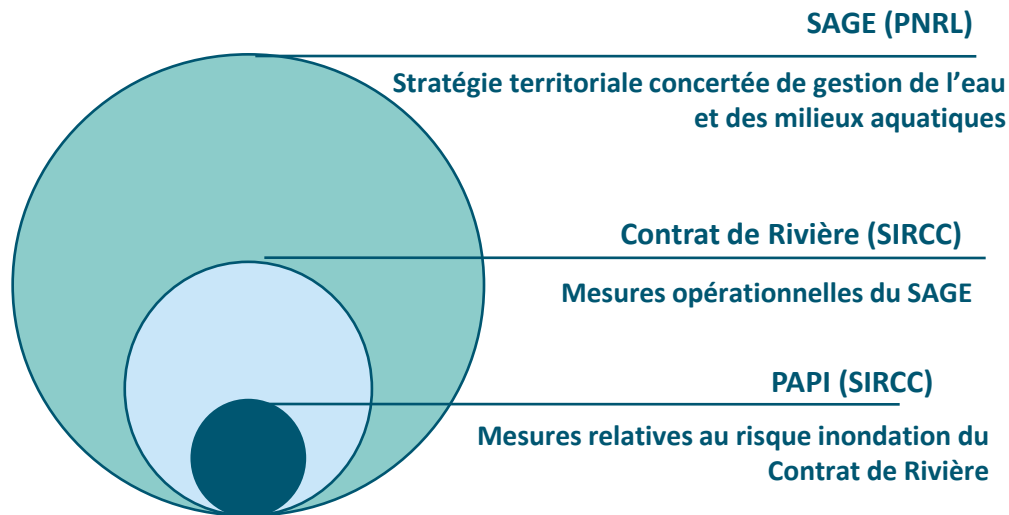 SAGE (PNRL)
Stratégie territoriale concertée de gestion de l’eau
et des milieux aquatiques
Contrat de Rivière (SIRCC)
Mesures opérationnelles du SAGE
PAPI (SIRCC)
Mesures relatives au risque inondation du
Contrat de Rivière